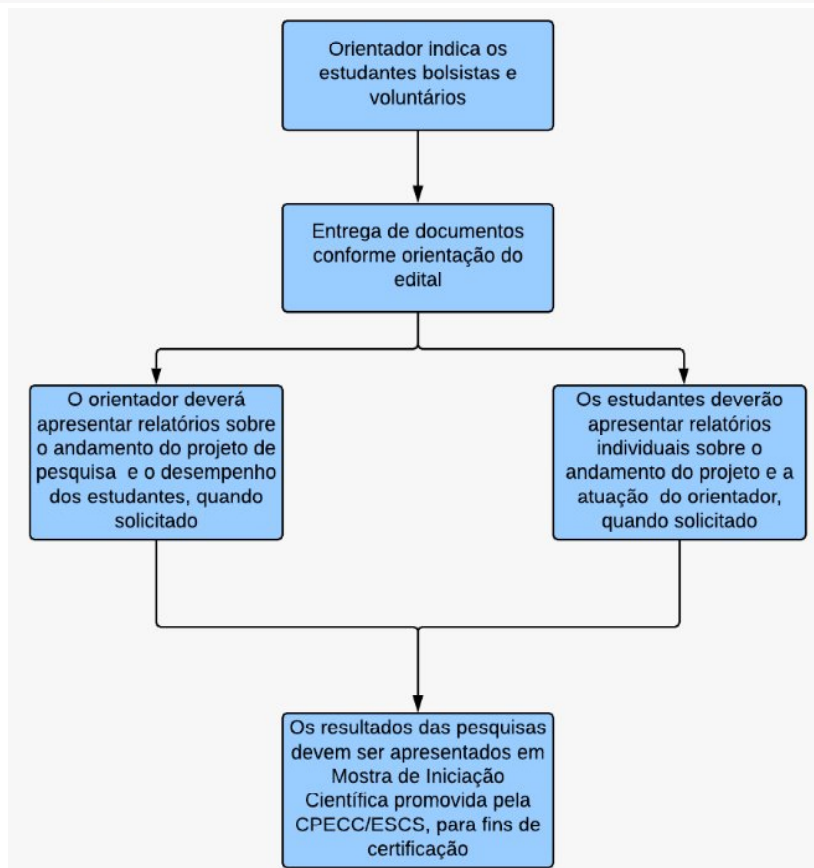 Orientador indica os
estudantes bolsistas e
voluntários
Entrega de documentos
conforme orientação do
edital
O orientador deverá
apresentar relatórios sobre
o andamento do projeto de
pesquisa e o desempenho
dos estudantes, quando
solicitado
Os estudantes deverão
apresentar relatórios
individuais sobre o
andamento do projeto e a
atuação do orientador,
quando solicitado
Os resultados das pesquisas
devem ser apresentados em
Mostra de Iniciação
Científica promovida pela
CPECC/ESCS, para fins de
certificação